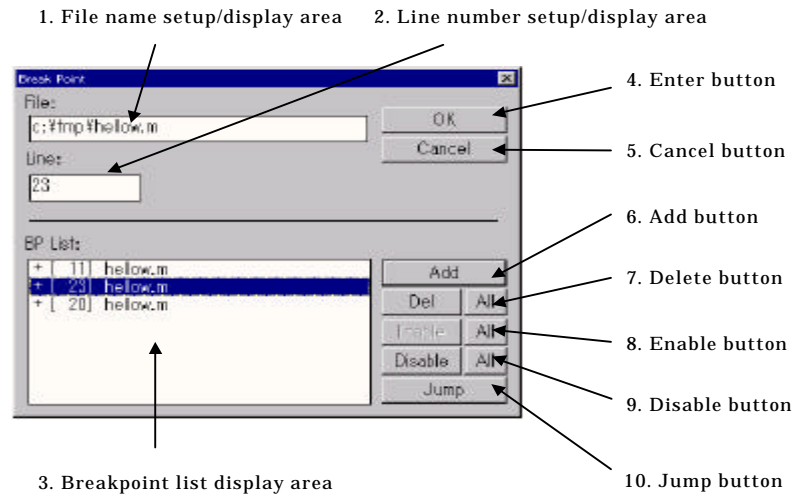 1. File name setup/display area
2. Line number setup/display area
Break Point
File:
c:¥tmp¥hellow.m
OK
4. Enter button
Cancel
5. Cancel button
Line:
23
6. Add button
BP List:
+ [ 11] hellow.m
+ [ 23] hellow.m
+ [ 20] hellow.m
Add
7. Delete button
Del
All
Enable
All
8. Enable button
Disable
All
9. Disable button
Jump
3. Breakpoint list display area
10. Jump button